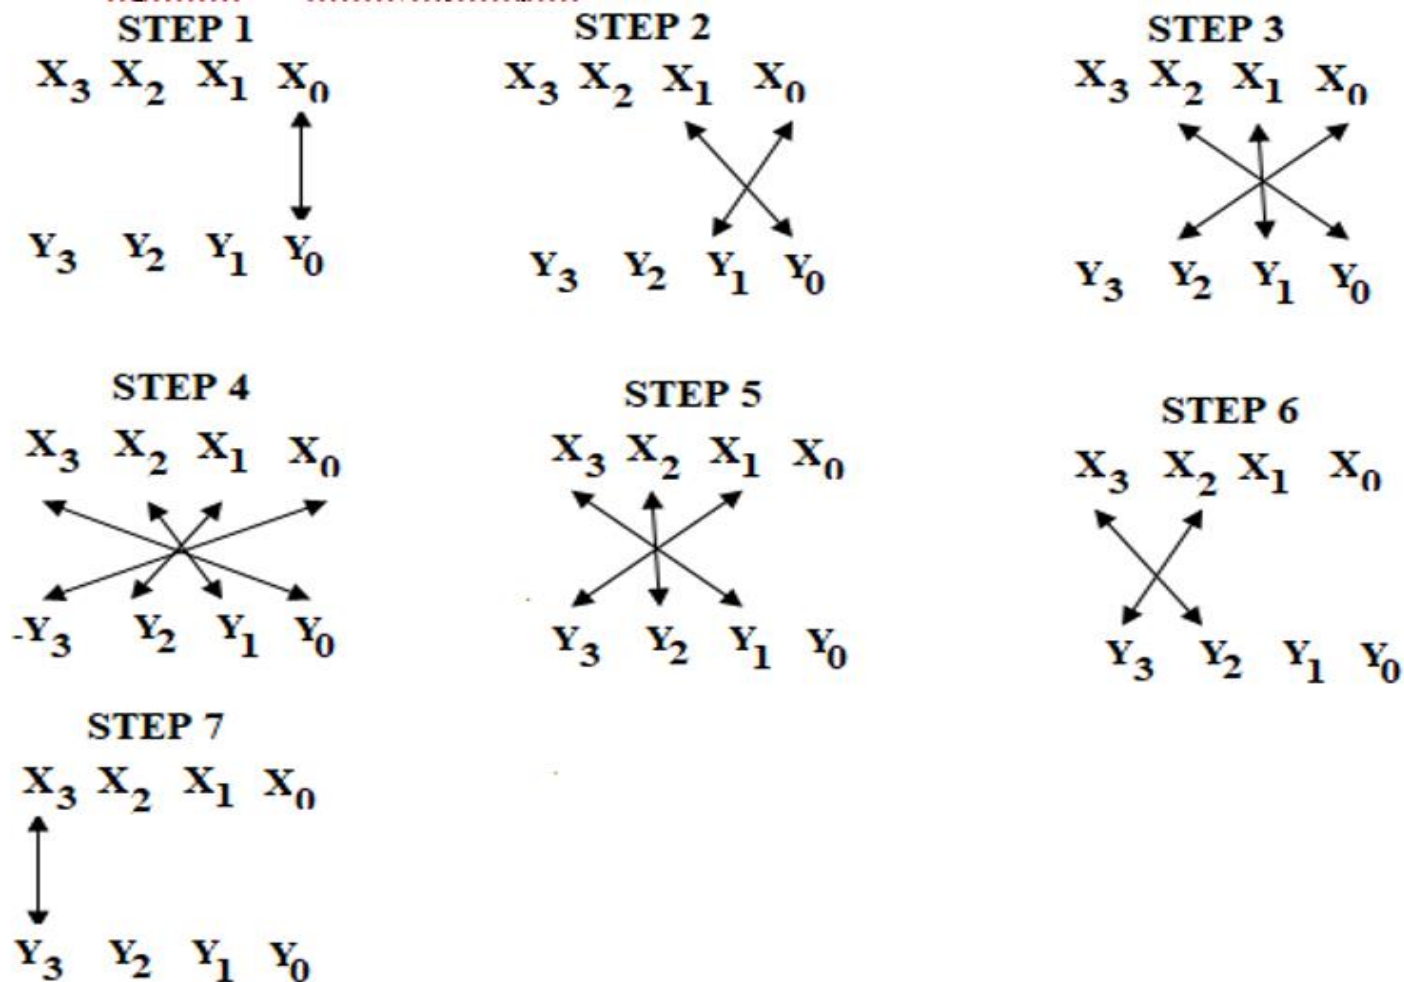 STEP 1
X₃ X₂ X₁ X₀
Y₃ Y₂ Y₁ Y₀
STEP 2
X₃ X₂ X₁ X₀
Y₃ Y₂ Y₁ Y₀
STEP 3
X₃ X₂ X₁ X₀
Y₃ Y₂ Y₁ Y₀
STEP 4
X₃ X₂ X₁ X₀
-Y₃ Y₂ Y₁ Y₀
STEP 5
X₃ X₂ X₁ X₀
Y₃ Y₂ Y₁ Y₀
STEP 6
X₃ X₂ X₁ X₀
Y₃ Y₂ Y₁ Y₀
STEP 7
X₃ X₂ X₁ X₀
Y₃ Y₂ Y₁ Y₀